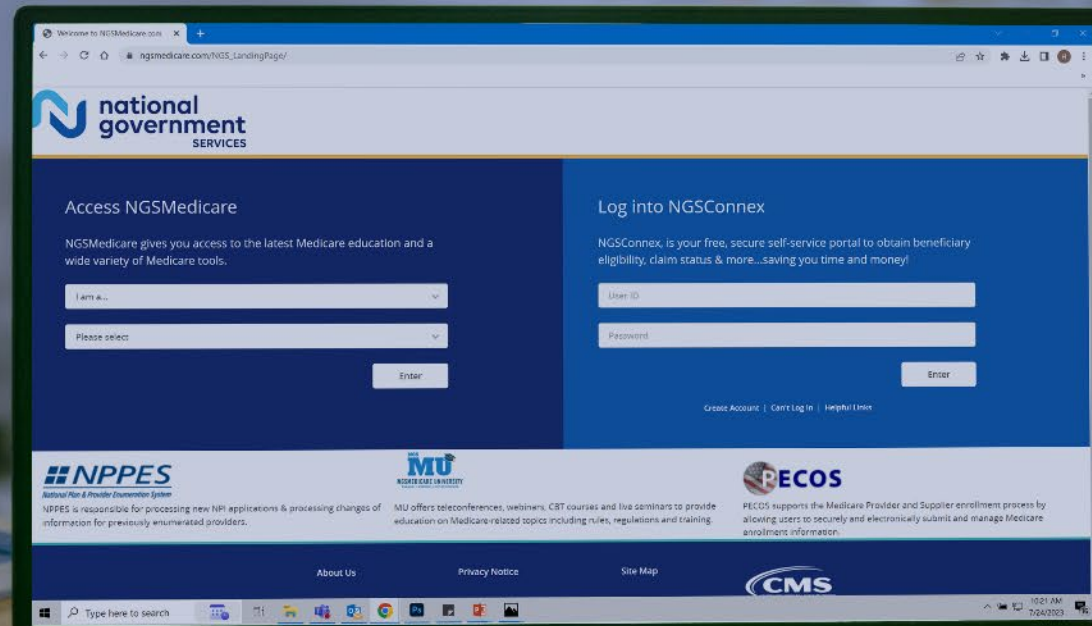 Welcome to NGSMedicare.com
ngsmedicare.com/NGS_LandingPage/
national
government
SERVICES
Access NGSMedicare
NGSMedicare gives you access to the latest Medicare education and a
wide variety of Medicare tools.
I am a...
Please select
Enter
Log into NGSConnex
NGSConnex, is your free, secure self-service portal to obtain beneficiary
eligibility, claim status & more...saving you time and money!
User ID
Password
Enter
Create Account | Can't Log In | Helpful Links
NPPES
National Plan & Provider Enumeration System
NPPES is responsible for processing new NPI applications & processing changes of
information for previously enumerated providers.
MU
NGSMEDICARE UNIVERSITY
MU offers teleconferences, webinars, CBT courses and live seminars to provide
education on Medicare-related topics including rules, regulations and training.
PECOS
PECOS supports the Medicare Provider and Supplier enrollment process by
allowing users to securely and electronically submit and manage Medicare
enrollment information.
About Us
Privacy Notice
Site Map
CMS
Type here to search
10:21 AM
7/24/2023